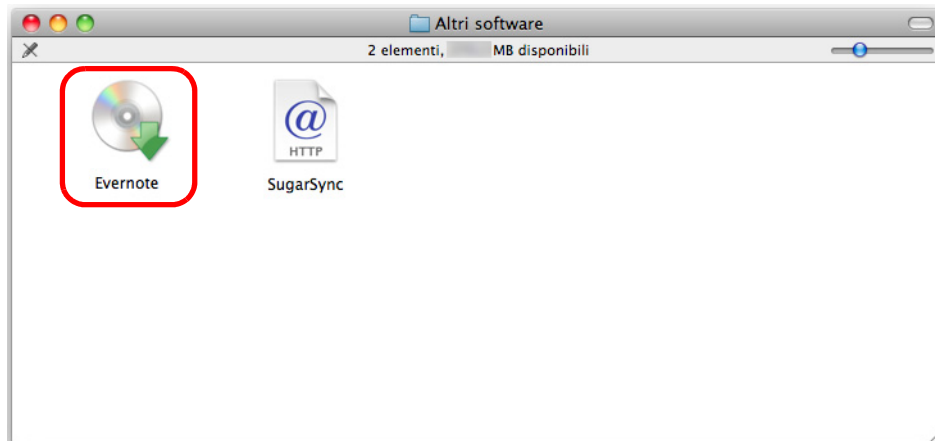 Altri software
2 elementi, MB disponibili
@
HTTP
Evernote
SugarSync